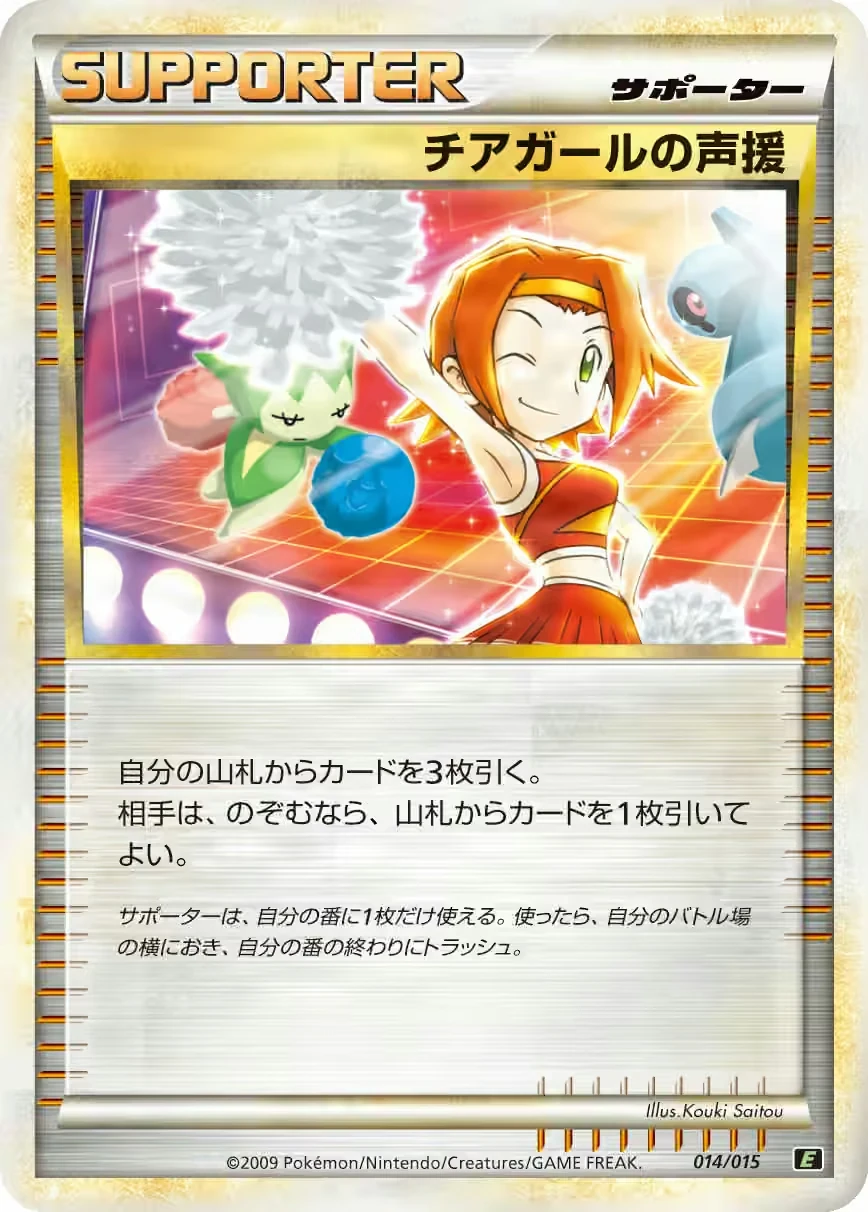 SUPPORTER
サポーター
チアガールの声援
自分の山札からカードを3枚引く。
相手は、のぞむなら、山札からカードを1枚引いて
よい。
サポーターは、自分の番に1枚だけ使える。使ったら、自分のバトル場
の横におき、自分の番の終わりにトラッシュ。
Illus.Kouki Saitou
©2009 Pokémon/Nintendo/Creatures/GAME FREAK. 014/015 E